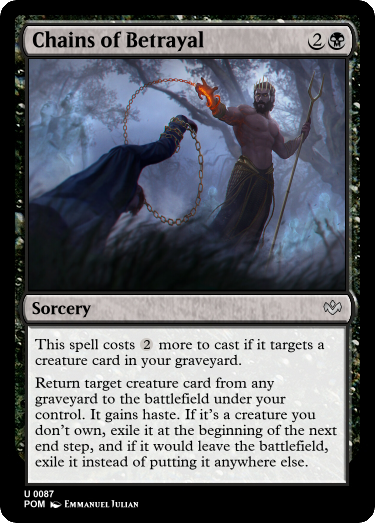 Chains of Betrayal 2
Sorcery
This spell costs 2 more to cast if it targets a
creature card in your graveyard.
Return target creature card from any
graveyard to the battlefield under your
control. It gains haste. If it's a creature you
don't own, exile it at the beginning of the next
end step, and if it would leave the battlefield,
exile it instead of putting it anywhere else.
U 0087
POM Emmanuel Julian